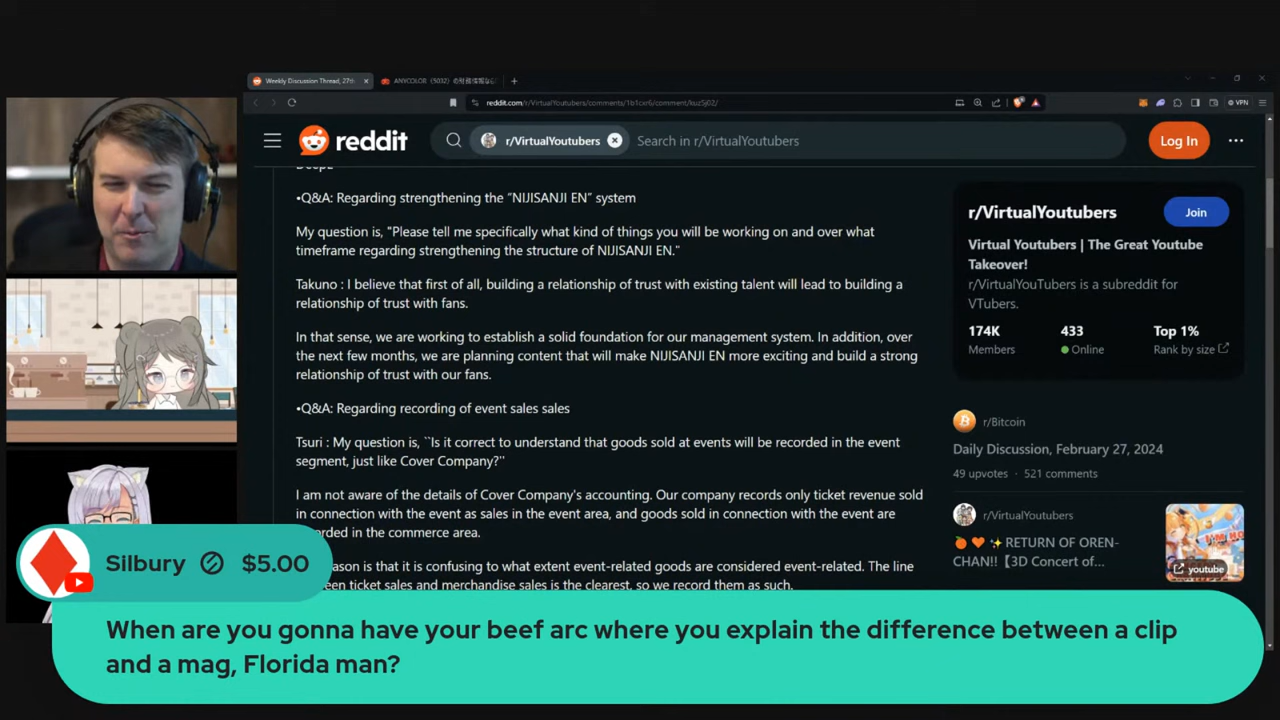 Weekly Discussion Thread, 27th
ANYCOLOR
reddit.com/r/VirtualYoutubers/comments/1b1cxr6/comment/kuz5j02/
VPN
reddit
r/VirtualYoutubers
Search in r/VirtualYoutubers
Log In
•Q&A: Regarding strengthening the “NIJISANJI EN” system
My question is, "Please tell me specifically what kind of things you will be working on and over what
timeframe regarding strengthening the structure of NIJISANJI EN."
Takuno : I believe that first of all, building a relationship of trust with existing talent will lead to building a
relationship of trust with fans.
In that sense, we are working to establish a solid foundation for our management system. In addition, over
the next few months, we are planning content that will make NIJISANJI EN more exciting and build a strong
relationship of trust with our fans.
•Q&A: Regarding recording of event sales sales
Tsuri : My question is, ``Is it correct to understand that goods sold at events will be recorded in the event
segment, just like Cover Company?''
I am not aware of the details of Cover Company's accounting. Our company records only ticket revenue sold
in connection with the event as sales in the event area, and goods sold in connection with the event are
orded in the commerce area.
ason is that it is confusing to what extent event-related goods are considered event-related. The line
een ticket sales and merchandise sales is the clearest, so we record them as such.
r/VirtualYoutubers
Join
Virtual Youtubers | The Great Youtube
Takeover!
r/VirtualYouTubers is a subreddit for
VTubers.
174K
433
Top 1%
Members
Online
Rank by size
r/Bitcoin
Daily Discussion, February 27, 2024
49 upvotes · 521 comments
r/VirtualYoutubers
🍊🧡✨RETURN OF OREN-
CHAN!!【3D Concert of...
youtube
Silbury
$5.00
When are you gonna have your beef arc where you explain the difference between a clip
and a mag, Florida man?